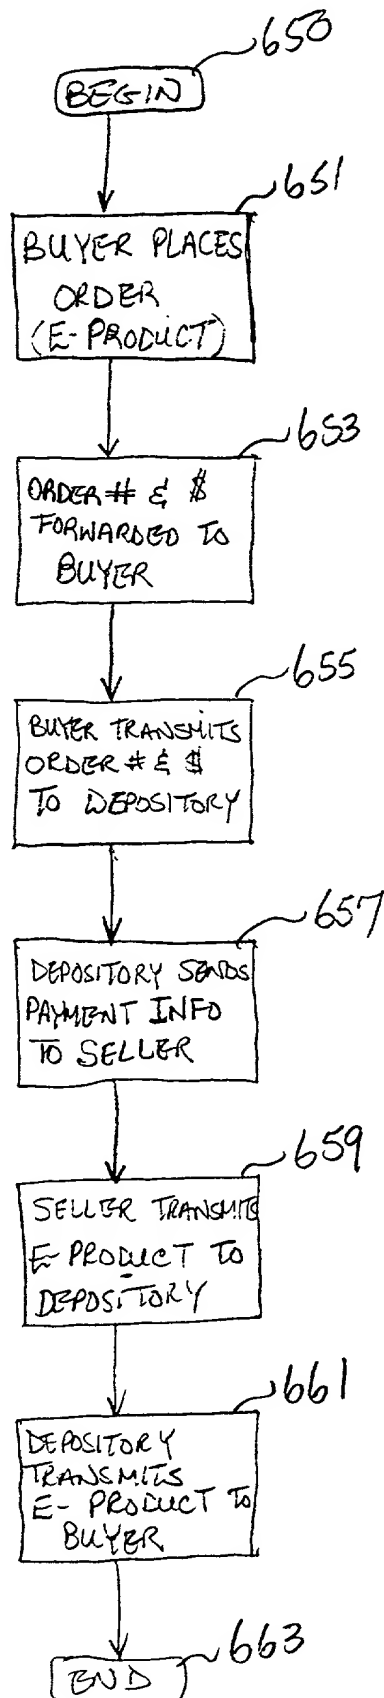 650
BEGIN
651
BUYER PLACES
ORDER
(E-PRODUCT)
653
ORDER # & $
FORWARDED TO
BUYER
655
BUYER TRANSMITS
ORDER # & $
TO DEPOSITORY
657
DEPOSITORY SENDS
PAYMENT INFO
TO SELLER
659
SELLER TRANSMITS
E-PRODUCT TO
DEPOSITORY
661
DEPOSITORY
TRANSMITS
E-PRODUCT TO
BUYER
663
END